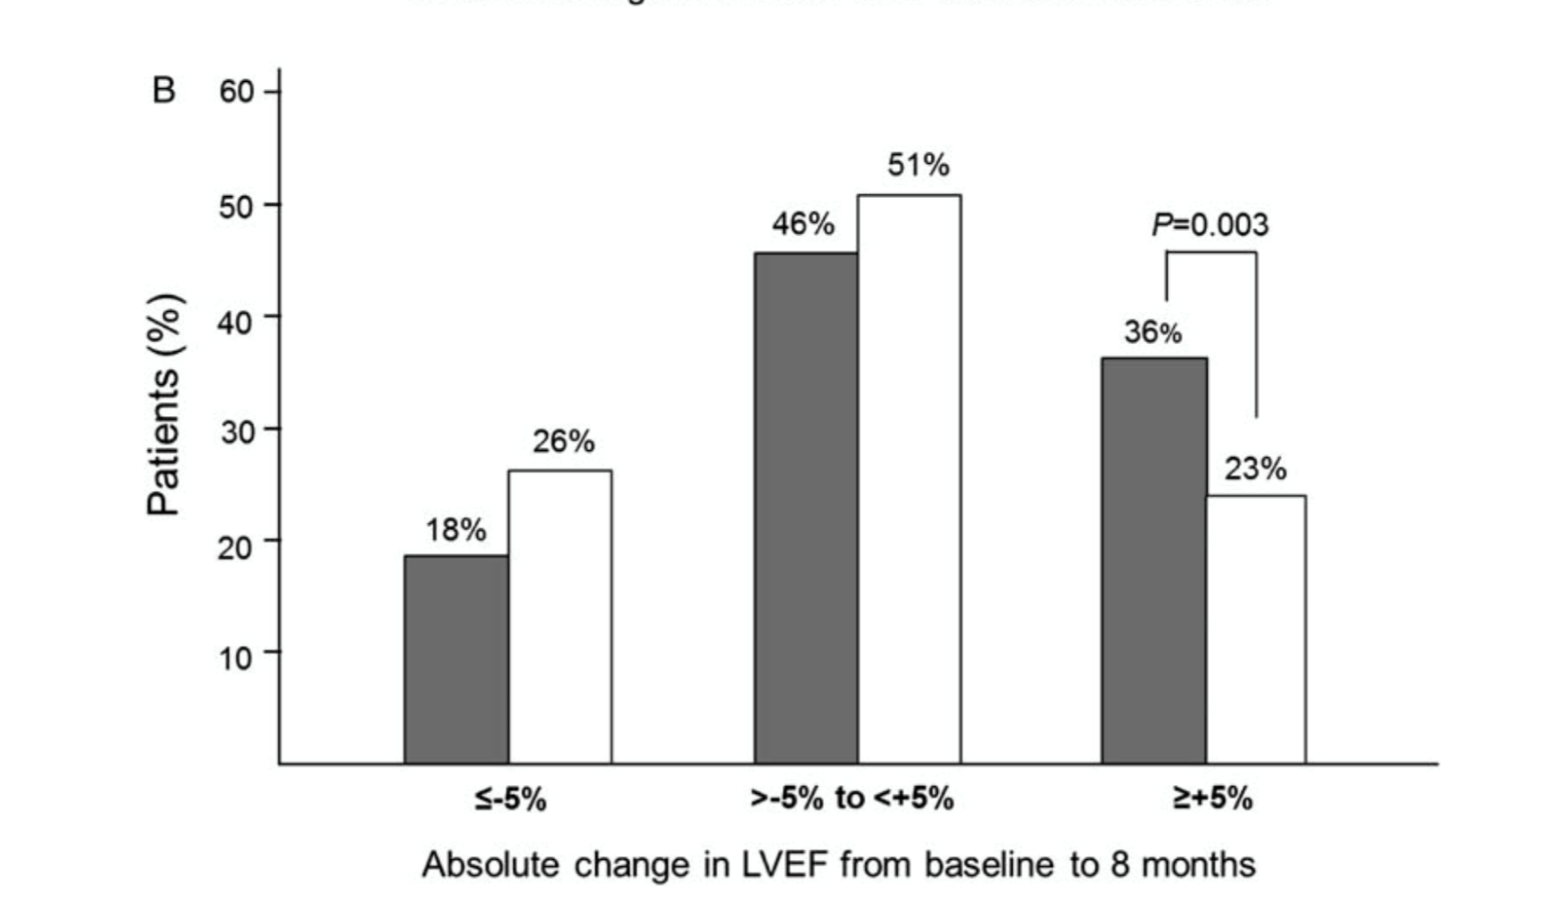 B
60
50
40
30
20
10
Patients (%)
18%
26%
46%
51%
36%
23%
P=0.003
≤-5%
>-5% to <+5%
≥+5%
Absolute change in LVEF from baseline to 8 months